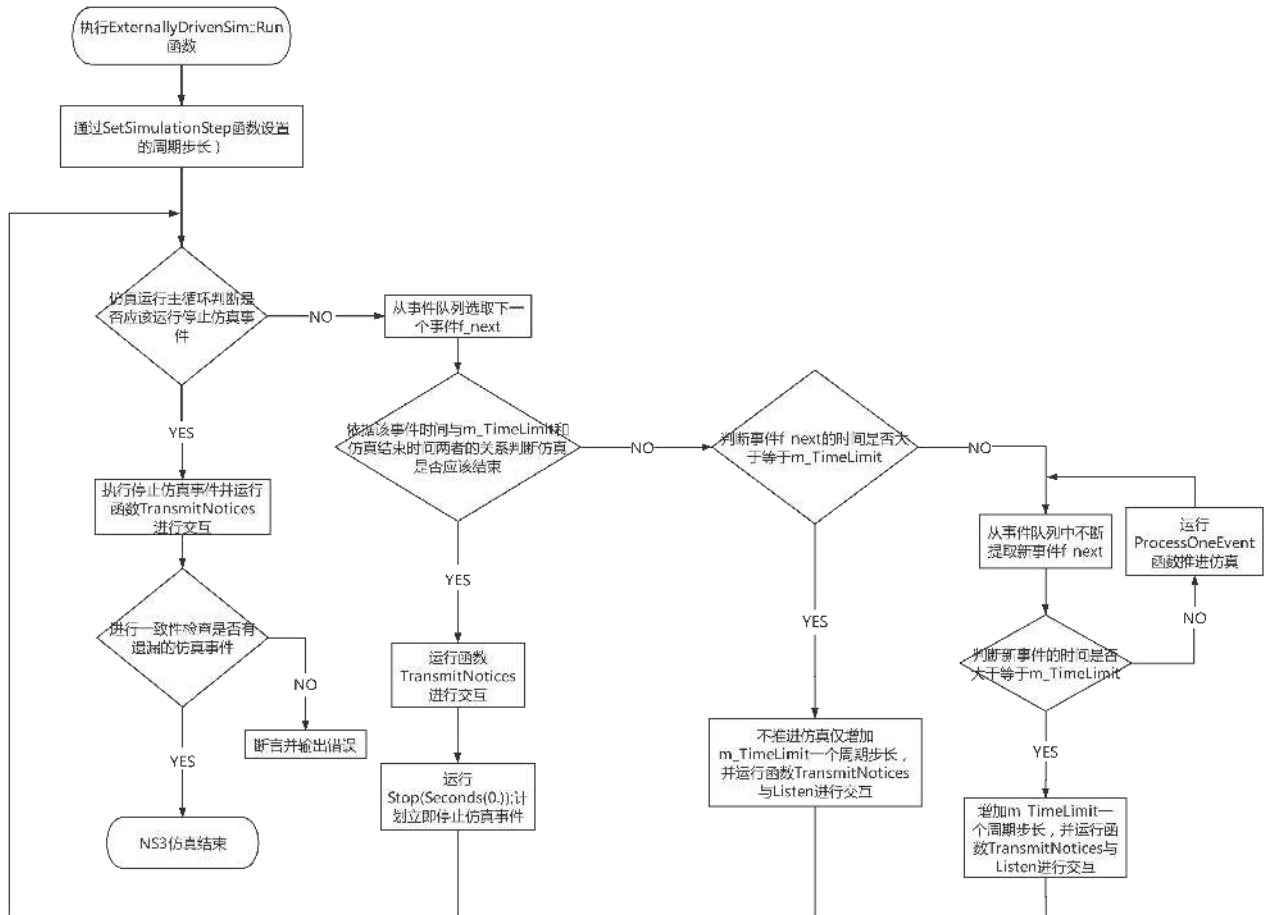 执行ExternallyDrivenSim::Run
函数
通过SetSimulationStep函数设置
的周期步长）
仿真运行主循环判断是
否应该运行停止仿真事
件
NO
从事件队列选取下一
个事件f_next
YES
执行停止仿真事件并运行
函数TransmitNotices
进行交互
进行一致性检查是否有
遗漏的仿真事件
NO
断言并输出错误
YES
NS3仿真结束
依据该事件时间与m_TimeLimit和
仿真结束时间两者的关系判断仿真
是否应该结束
NO
YES
运行函数
TransmitNotices
进行交互
运行
Stop(Seconds(0.));计
划立即停止仿真事件
判断事件f_next的时间是否大
于等于m_TimeLimit
NO
YES
不推进仿真仅增加
m_TimeLimit一个周期步长，
并运行函数TransmitNotices
与Listen进行交互
从事件队列中不断
提取新事件f_next
运行
ProcessOneEvent
函数推进仿真
NO
判断新事件的时间是否
大于等于m_TimeLimit
YES
增加m_TimeLimit一
个周期步长，并运行函
数TransmitNotices与
Listen进行交互